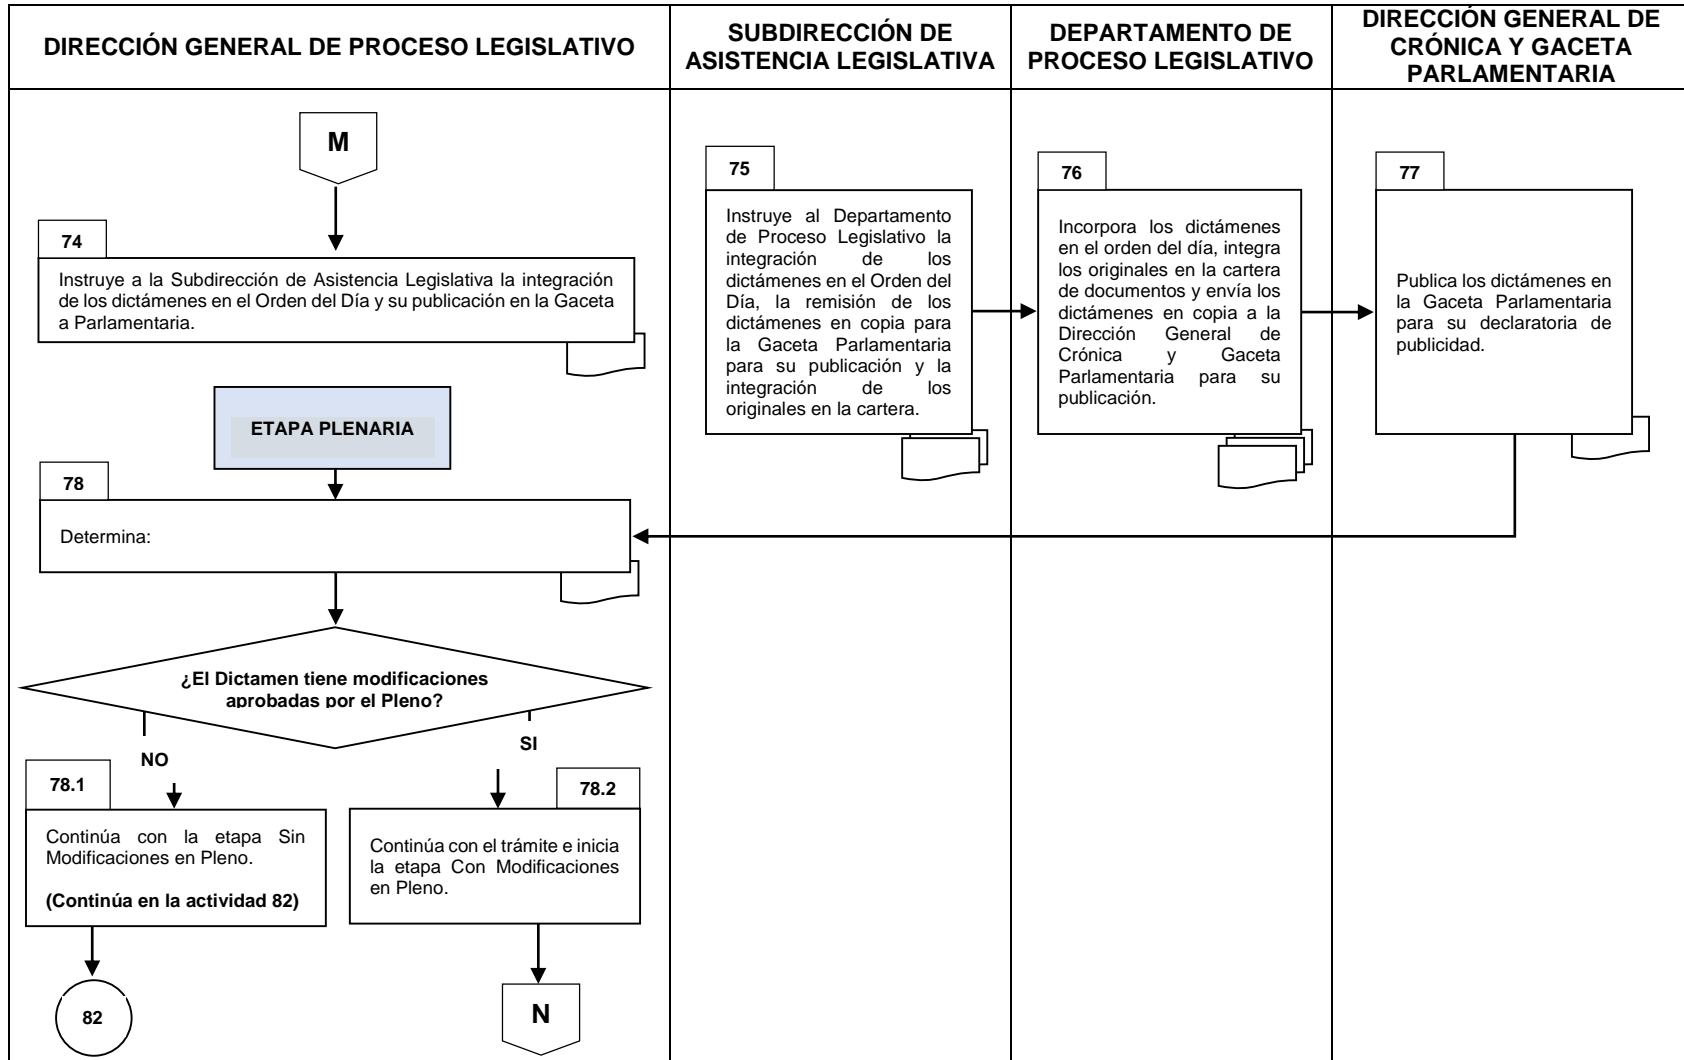 DIRECCIÓN GENERAL DE PROCESO LEGISLATIVO
SUBDIRECCIÓN DE
ASISTENCIA LEGISLATIVA
DEPARTAMENTO DE
PROCESO LEGISLATIVO
DIRECCIÓN GENERAL DE
CRÓNICA Y GACETA
PARLAMENTARIA
M
74
Instruye a la Subdirección de Asistencia Legislativa la integración
de los dictámenes en el Orden del Día y su publicación en la Gaceta
a Parlamentaria.
75
Instruye al Departamento
de Proceso Legislativo la
integración de los
dictámenes en el Orden del
Día, la remisión de los
dictámenes en copia para
la Gaceta Parlamentaria
para su publicación y la
integración de los
originales en la cartera.
76
Incorpora los dictámenes
en el orden del día, integra
los originales en la cartera
de documentos y envía los
dictámenes en copia a la
Dirección General de
Crónica y Gaceta
Parlamentaria para su
publicación.
77
Publica los dictámenes en
la Gaceta Parlamentaria
para su declaratoria de
publicidad.
ETAPA PLENARIA
78
Determina:
¿El Dictamen tiene modificaciones
aprobadas por el Pleno?
NO
SI
78.1
Continúa con la etapa Sin
Modificaciones en Pleno.
(Continúa en la actividad 82)
78.2
Continúa con el trámite e inicia
la etapa Con Modificaciones
en Pleno.
82
N